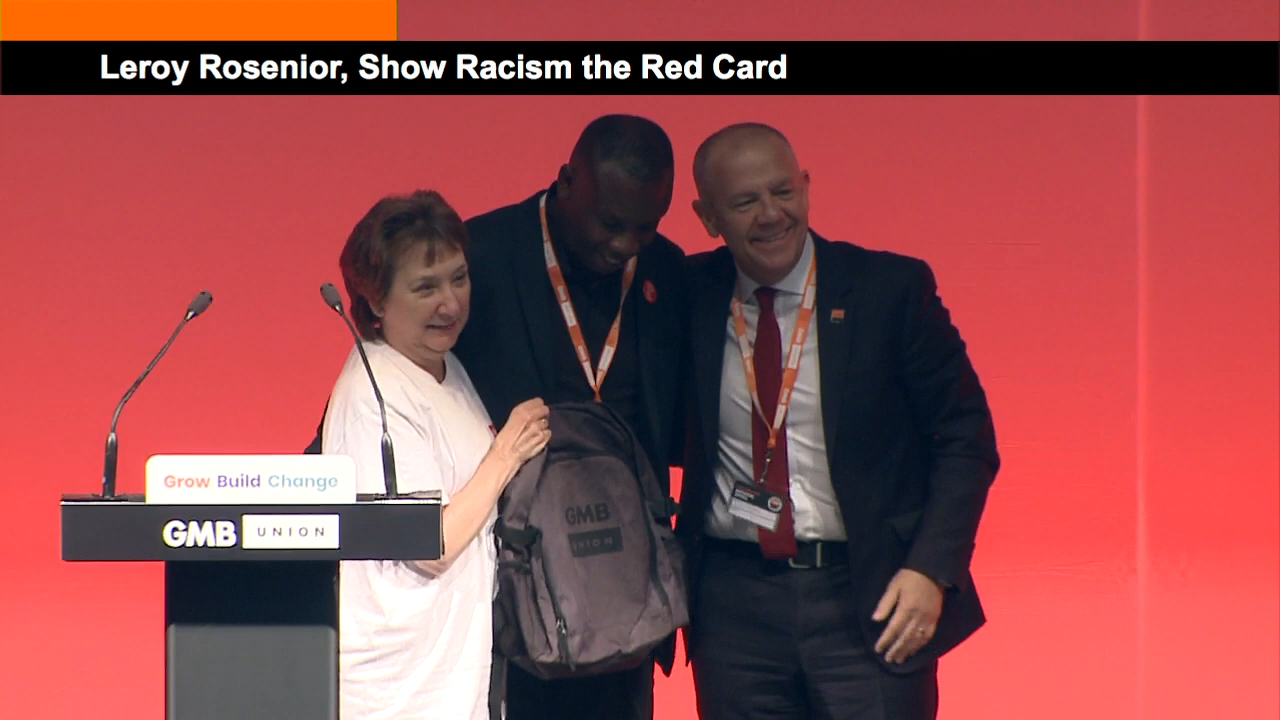 Leroy Rosenior, Show Racism the Red Card
Grow Build Change
GMB UNION
GMB
UNION